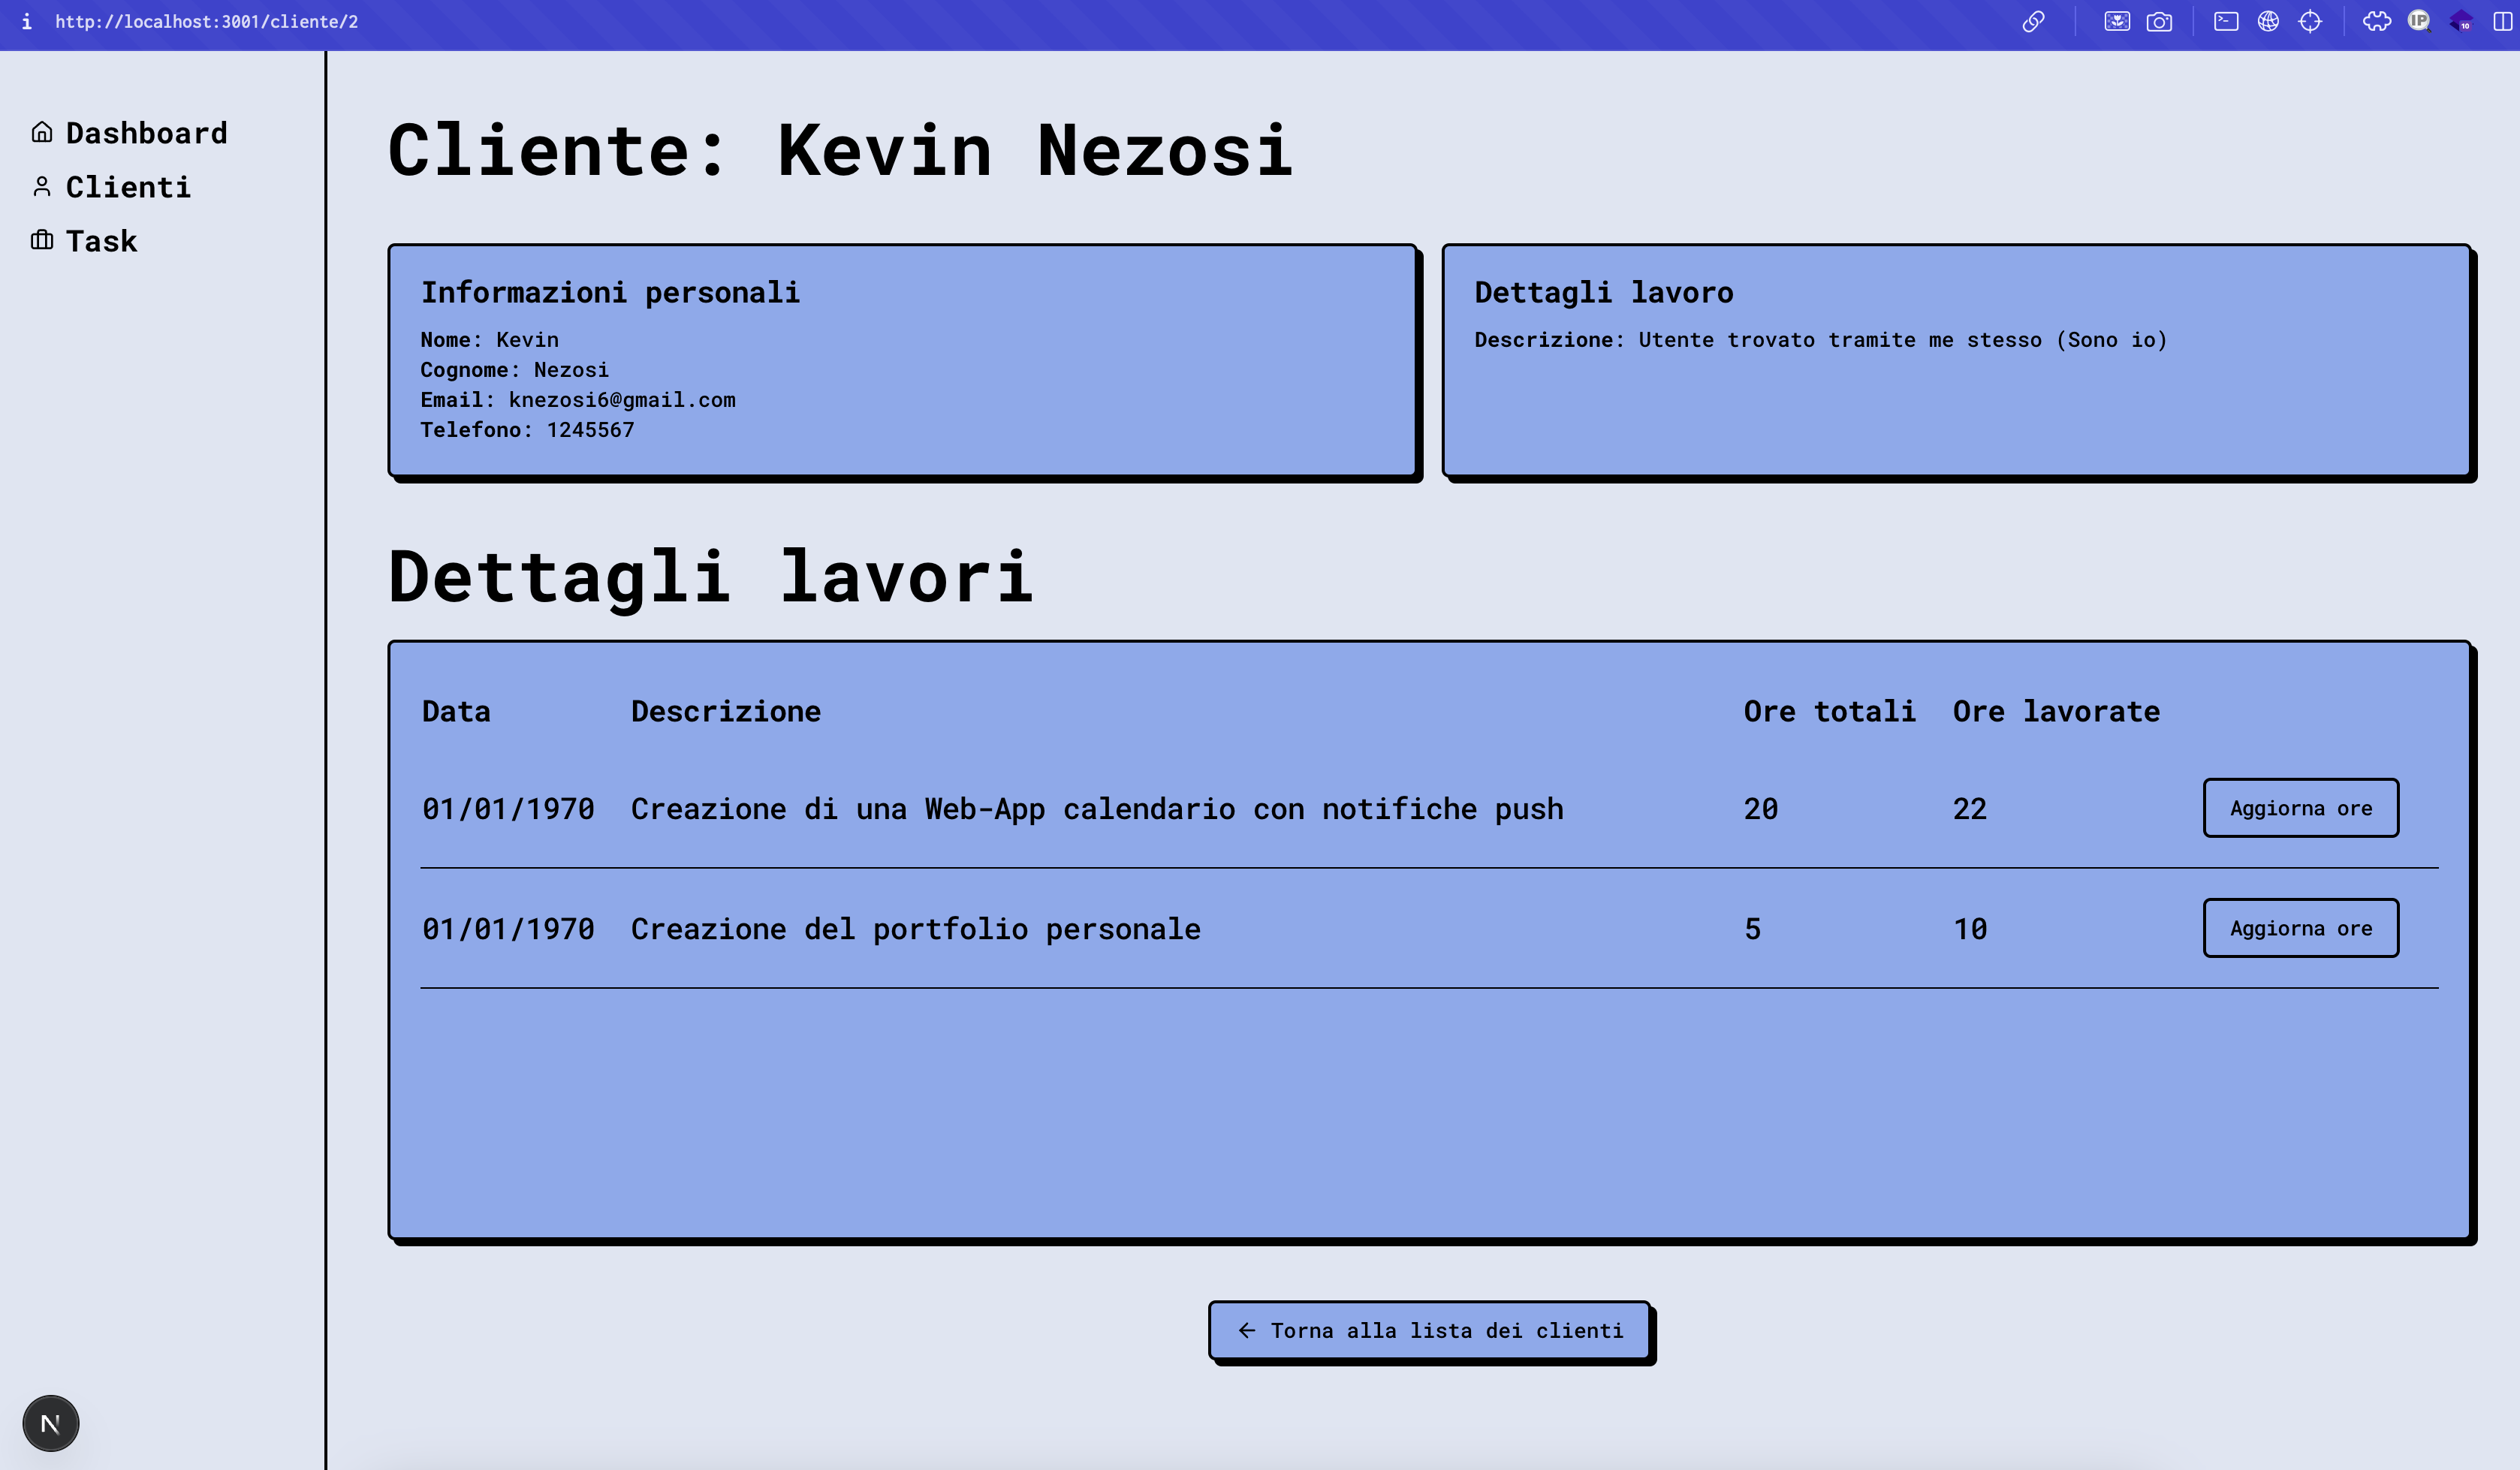 http://localhost:3001/cliente/2
IP
10
Dashboard
Clienti
Task
Cliente: Kevin Nezosi
Informazioni personali
Nome: Kevin
Cognome: Nezosi
Email: knezosi6@gmail.com
Telefono: 1245567
Dettagli lavoro
Descrizione: Utente trovato tramite me stesso (Sono io)
Dettagli lavori
Data Descrizione Ore totali Ore lavorate
01/01/1970 Creazione di una Web-App calendario con notifiche push 20 22 Aggiorna ore
01/01/1970 Creazione del portfolio personale 5 10 Aggiorna ore
← Torna alla lista dei clienti
N